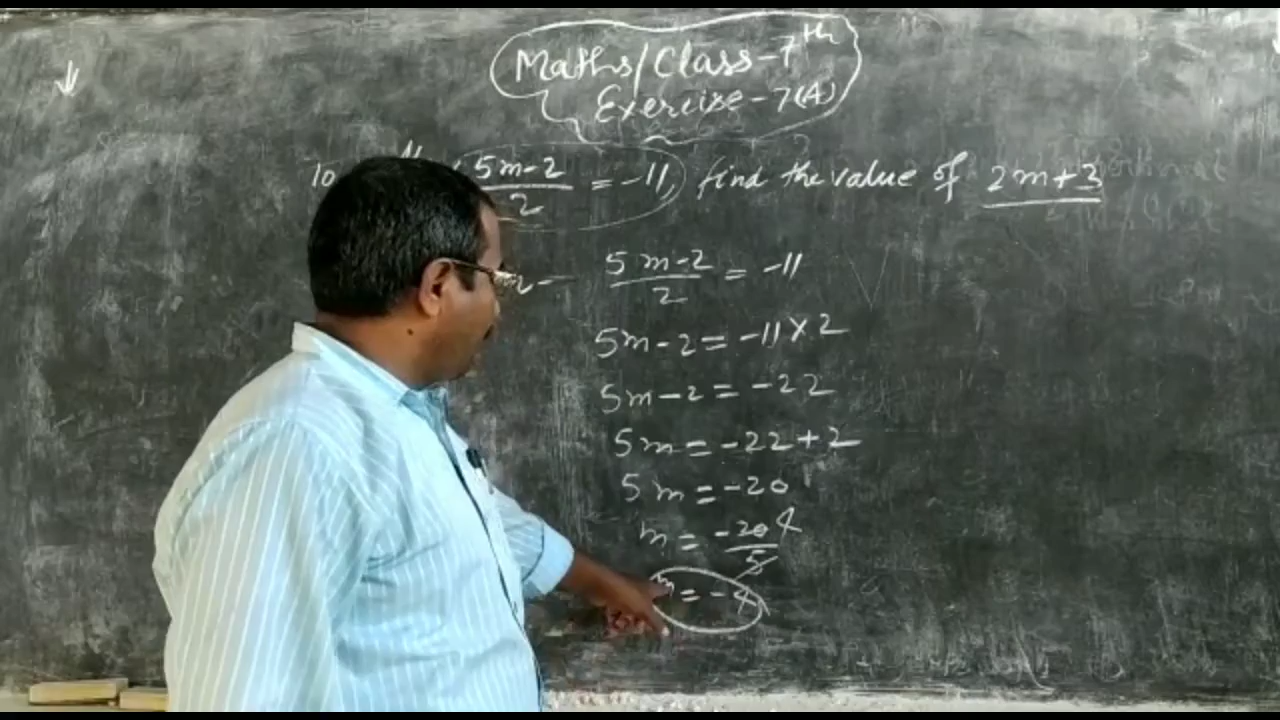 Maths/Class-7th
Exercise-7(A)
10 5m-2/2 = -11, find the value of 2m+3
5m-2/2 = -11
5m-2 = -11×2
5m-2 = -22
5m = -22+2
5m = -20
m = -20/5 4
m = -4